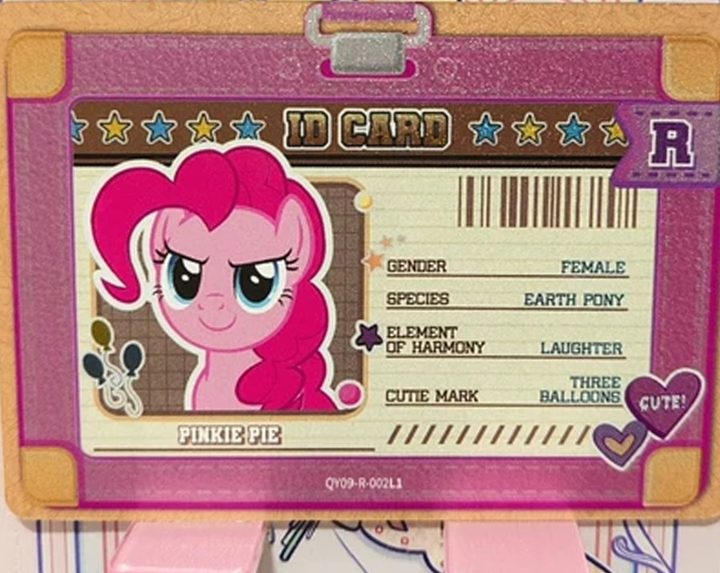 ID CARD
R
GENDER FEMALE
SPECIES EARTH PONY
ELEMENT
OF HARMONY LAUGHTER
CUTIE MARK THREE
BALLOONS
CUTE!
PINKIE PIE
QY09-R-002L1